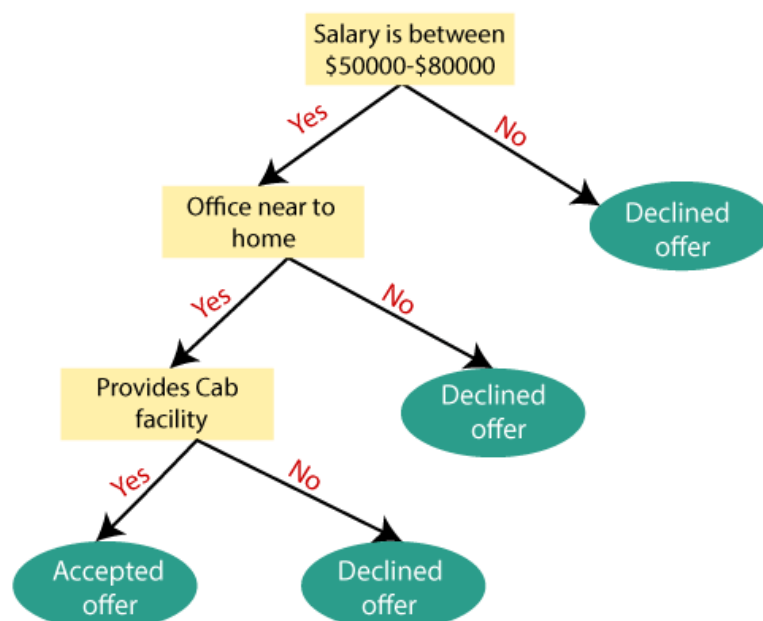 Salary is between
$50000-$80000
Yes
No
Office near to
home
Declined
offer
Yes
No
Provides Cab
facility
Declined
offer
Yes
No
Accepted
offer
Declined
offer